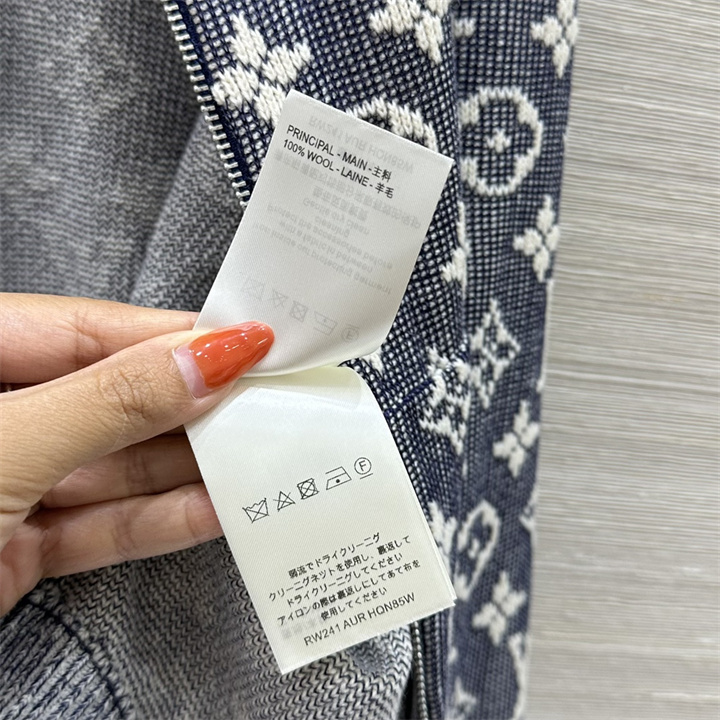 PRINCIPAL - MAIN - 主料
100% WOOL - LAINE - 羊毛
弱流でドライクリーニング
クリーニングネットを使用し、裏返して
ドライクリーニングしてください
アイロンの際は裏返しにしてあて布を
使用してください
RW241 AUR HON85W